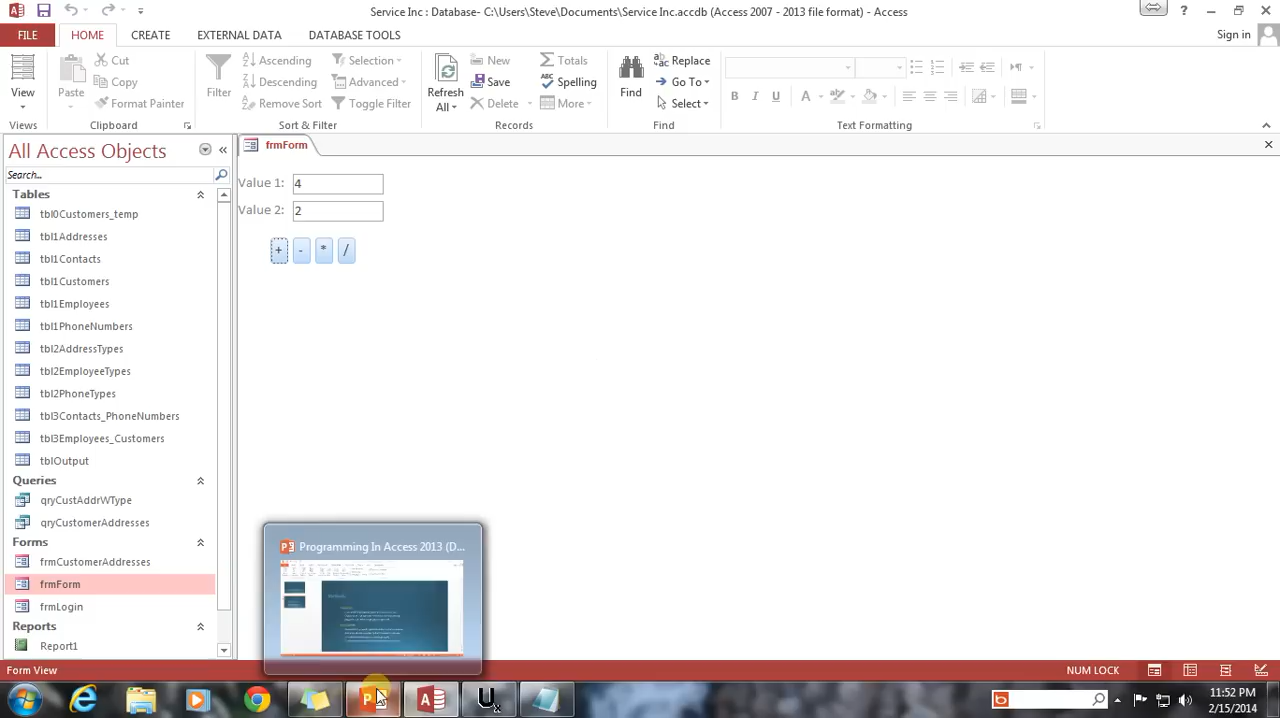 Service Inc : Database- C:\Users\Steve\Documents\Service Inc.accdb (Access 2007 - 2013 file format) - Access
FILE HOME CREATE EXTERNAL DATA DATABASE TOOLS Sign in
View
Views
Paste
Cut
Copy
Format Painter
Clipboard
Filter
Ascending
Descending
Remove Sort
Selection
Advanced
Toggle Filter
Sort & Filter
Refresh
All
New
Save
Delete
Totals
Spelling
More
Records
Find
Replace
Go To
Select
Find
B I U A
Text Formatting
All Access Objects
Search...
Tables
tbl0Customers_temp
tbl1Addresses
tbl1Contacts
tbl1Customers
tbl1Employees
tbl1PhoneNumbers
tbl2AddressTypes
tbl2EmployeeTypes
tbl2PhoneTypes
tbl3Contacts_PhoneNumbers
tbl3Employees_Customers
tblOutput
Queries
qryCustAddrWType
qryCustomerAddresses
Forms
frmCustomerAddresses
frmForm
frmLogin
Reports
Report1
frmForm
Value 1: 4
Value 2: 2
+ - * /
Programming In Access 2013 (D...
Form View
NUM LOCK
11:52 PM
2/15/2014